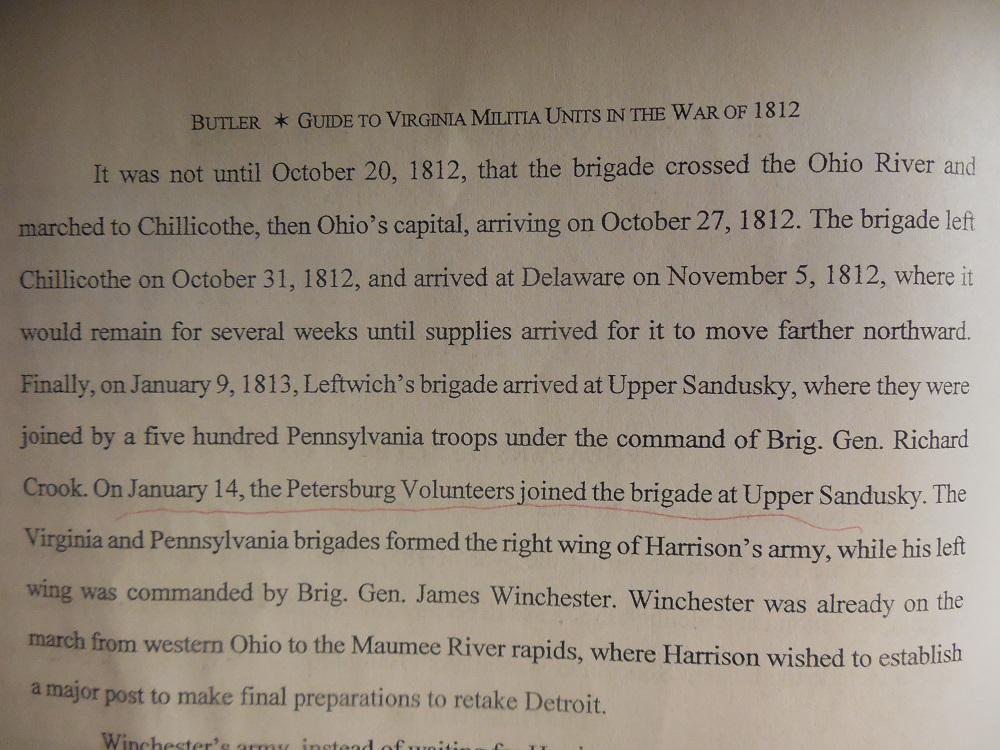 BUTLER ✶ GUIDE TO VIRGINIA MILITIA UNITS IN THE WAR OF 1812
It was not until October 20, 1812, that the brigade crossed the Ohio River and
marched to Chillicothe, then Ohio's capital, arriving on October 27, 1812. The brigade left
Chillicothe on October 31, 1812, and arrived at Delaware on November 5, 1812, where it
would remain for several weeks until supplies arrived for it to move farther northward.
Finally, on January 9, 1813, Leftwich's brigade arrived at Upper Sandusky, where they were
joined by a five hundred Pennsylvania troops under the command of Brig. Gen. Richard
Crook. On January 14, the Petersburg Volunteers joined the brigade at Upper Sandusky. The
Virginia and Pennsylvania brigades formed the right wing of Harrison's army, while his left
wing was commanded by Brig. Gen. James Winchester. Winchester was already on the
march from western Ohio to the Maumee River rapids, where Harrison wished to establish
a major post to make final preparations to retake Detroit.
Winchester's army, instead of waiting for